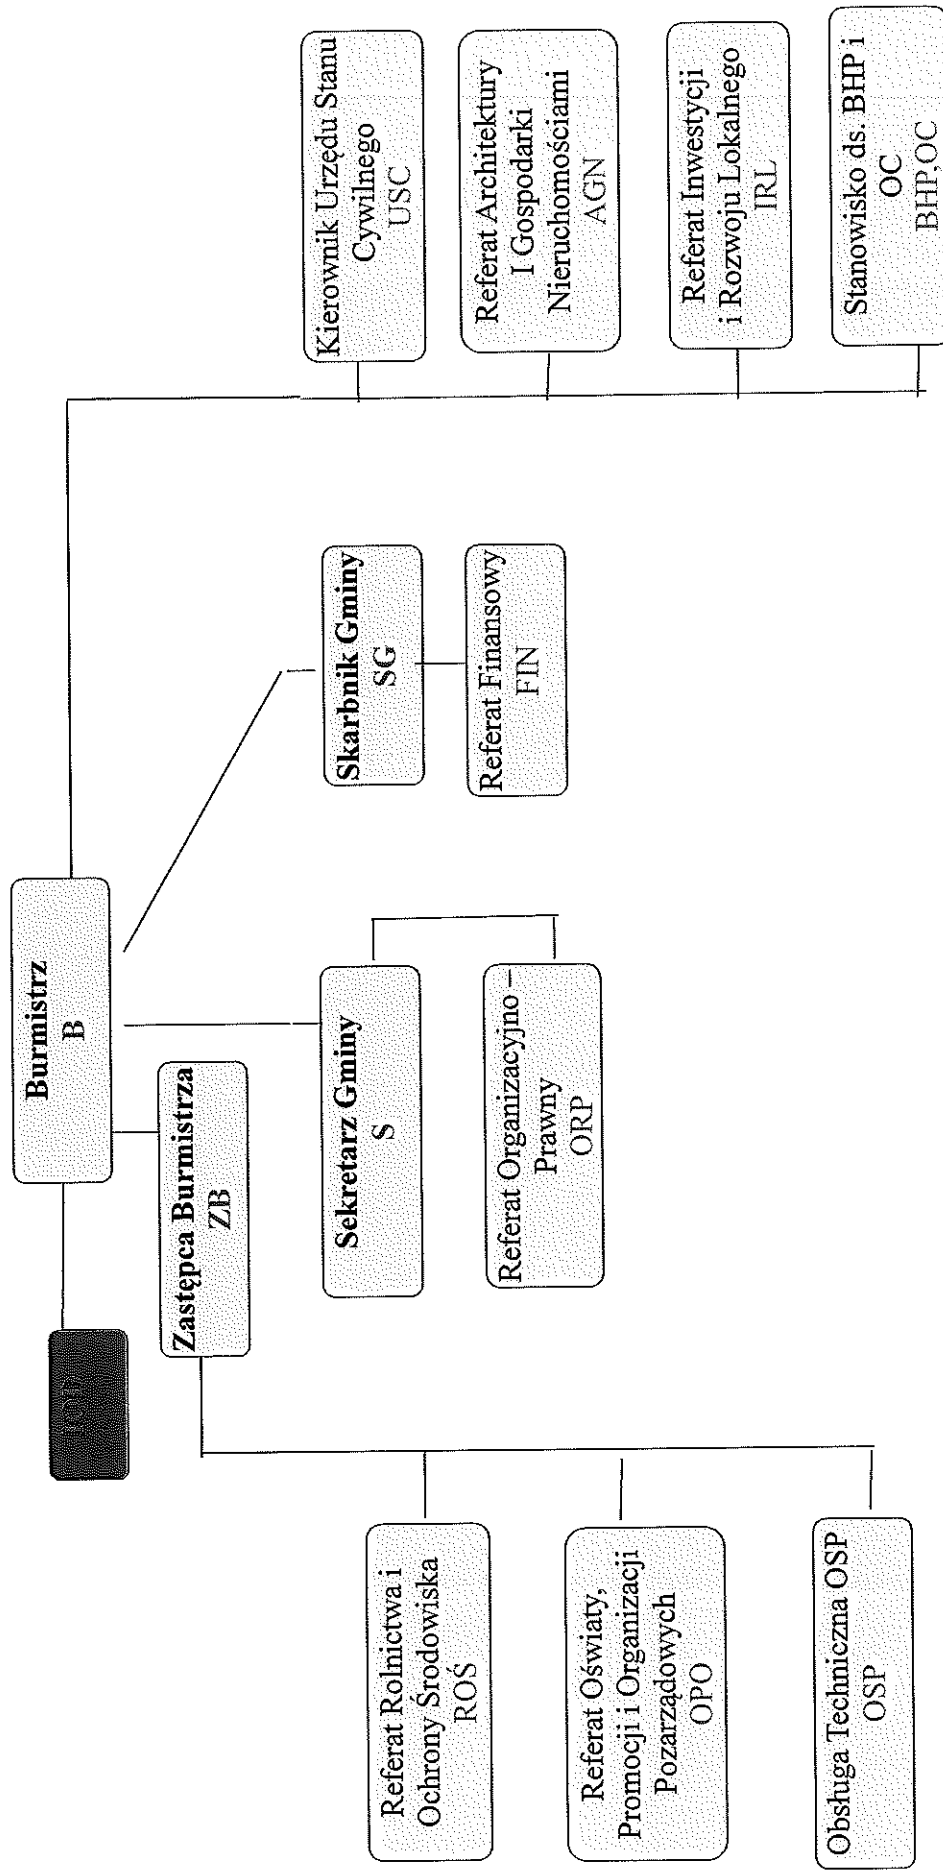 Burmistrz
B
IOD
Zastępca Burmistrza
ZB
Sekretarz Gminy
S
Skarbnik Gminy
SG
Kierownik Urzędu Stanu
Cywilnego
USC
Referat Rolnictwa i
Ochrony Środowiska
ROŚ
Referat Organizacyjno –
Prawny
ORP
Referat Finansowy
FIN
Referat Architektury
I Gospodarki
Nieruchomościami
AGN
Referat Oświaty,
Promocji i Organizacji
Pozarządowych
OPO
Referat Inwestycji
i Rozwoju Lokalnego
IRL
Obsługa Techniczna OSP
OSP
Stanowisko ds. BHP i
OC
BHP,OC